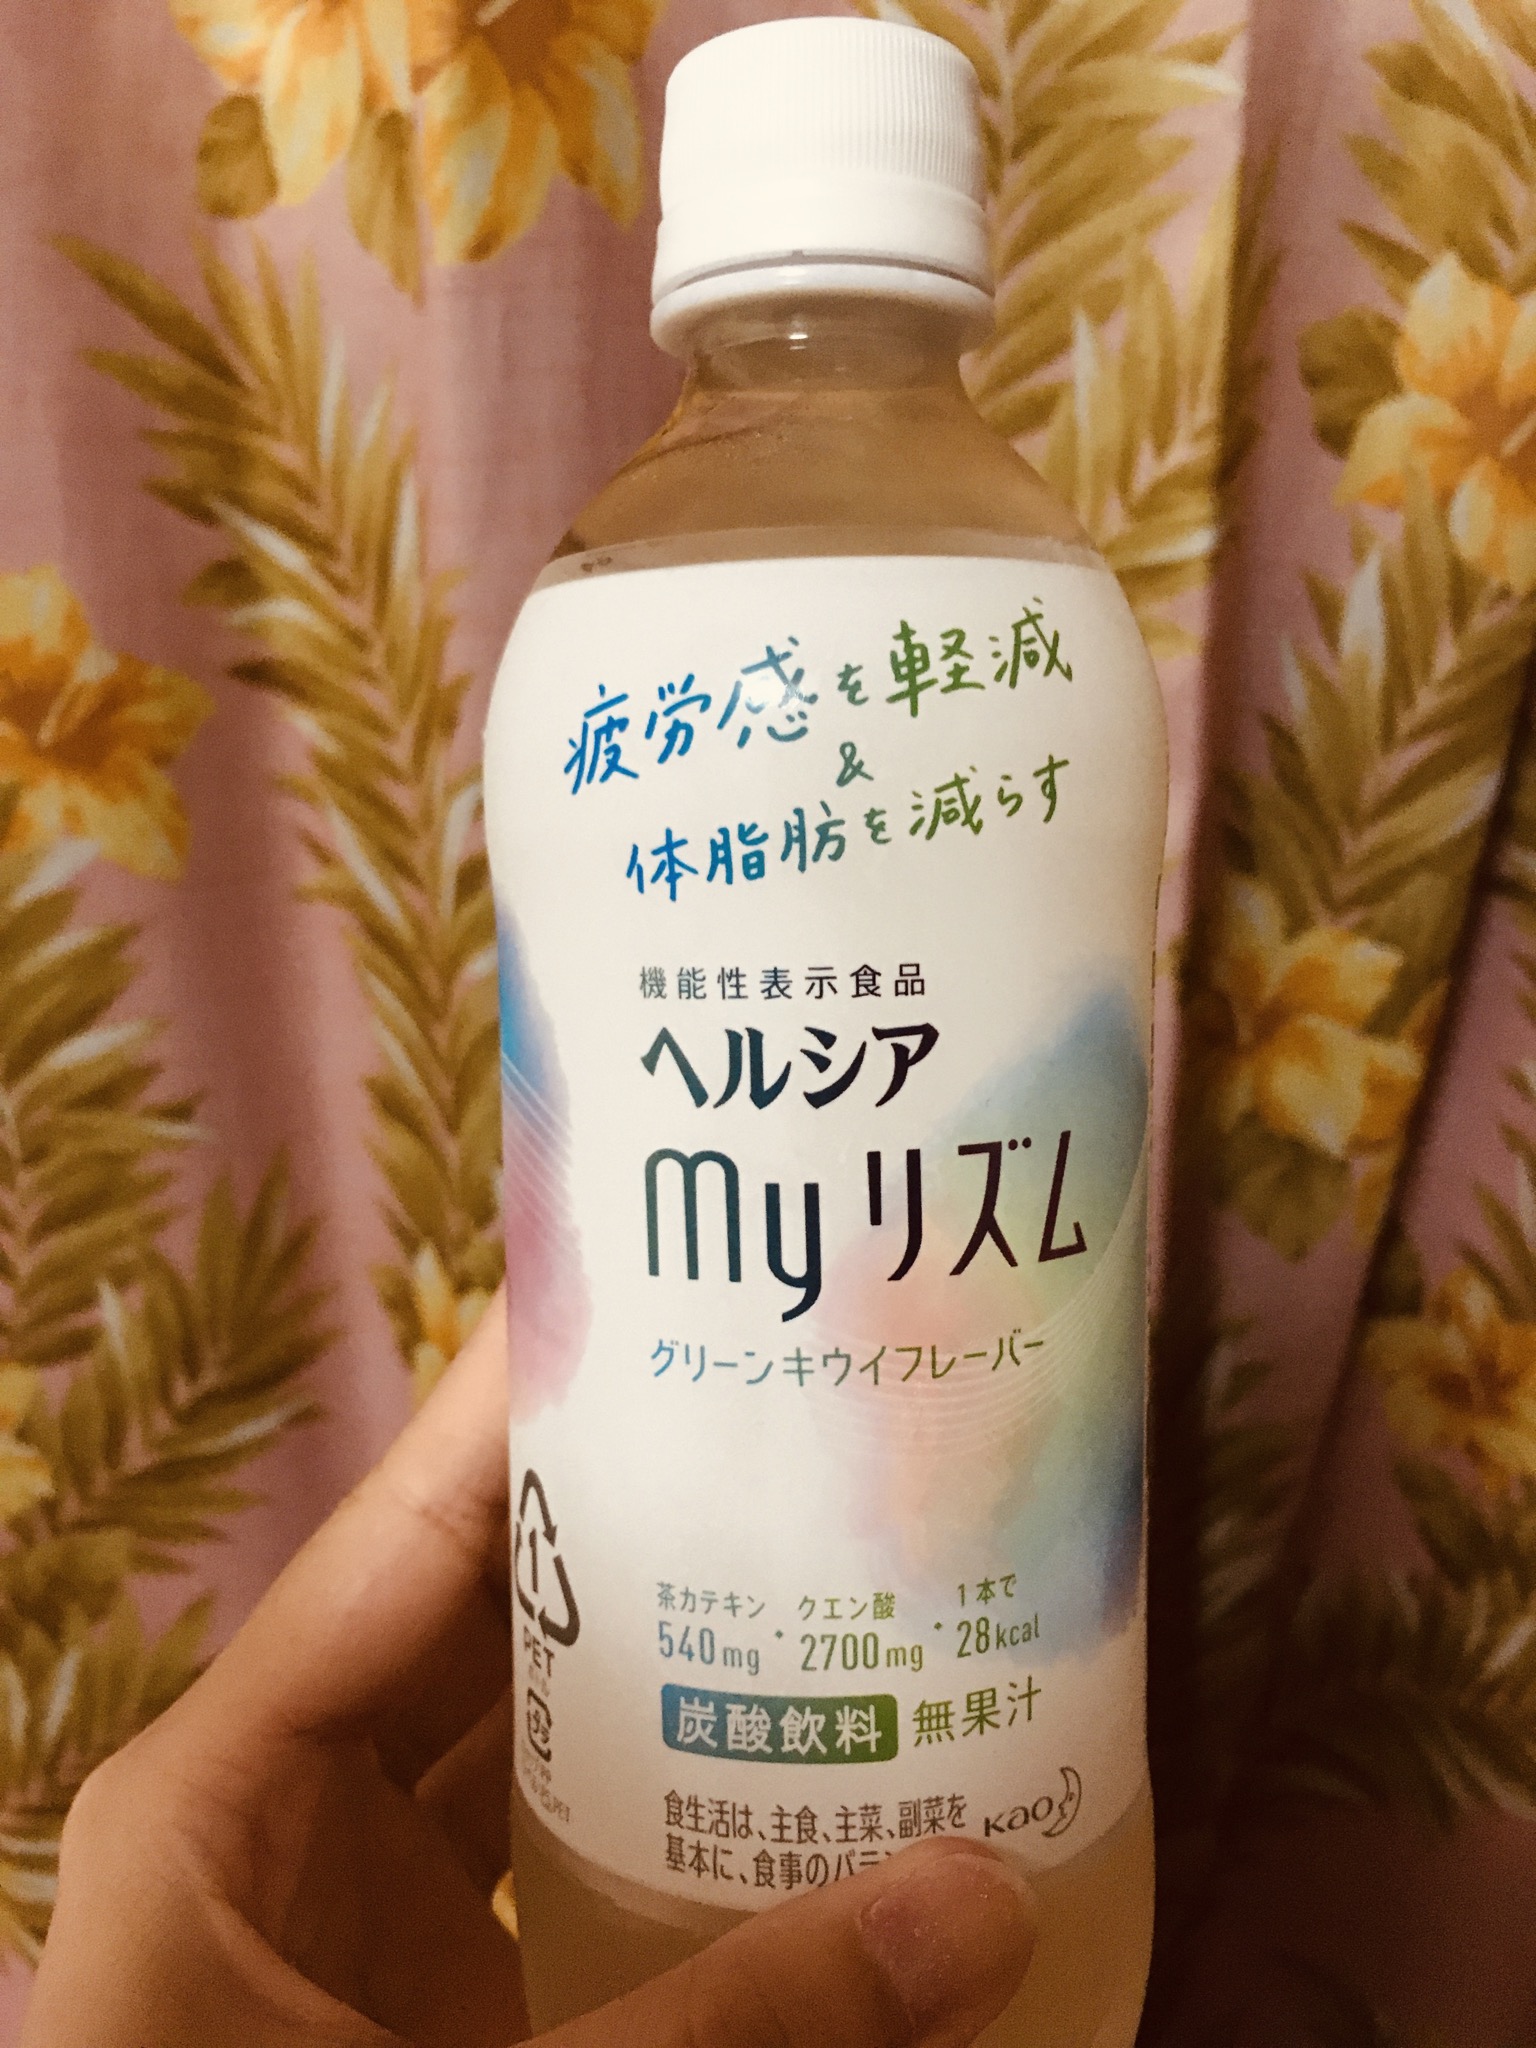 疲労感を軽減
&
体脂肪を減らす
機能性表示食品
ヘルシア
myリズム
グリーンキウイフレーバー
茶カテキン
540mg
・
クエン酸
2700mg
・
1本で
28kcal
炭酸飲料 無果汁
食生活は、主食、主菜、副菜を
基本に、食事のバラン
Kao
1
PET